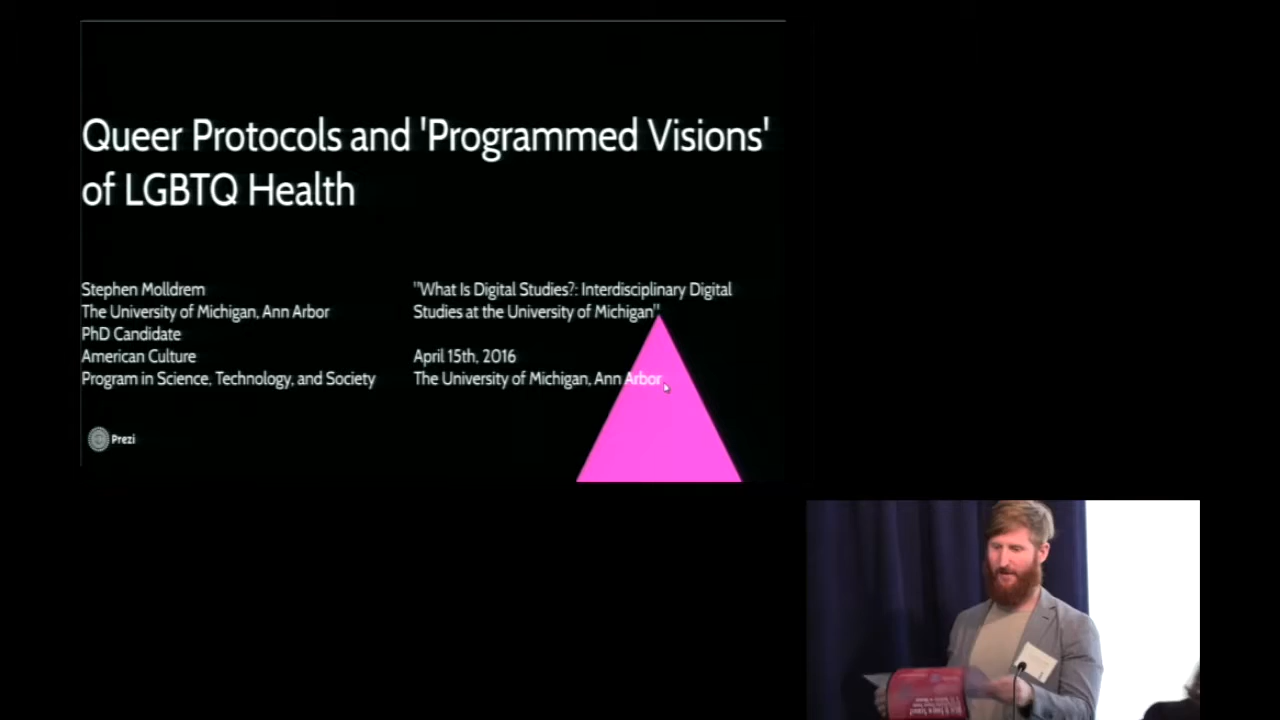 Queer Protocols and 'Programmed Visions'
of LGBTQ Health
Stephen Molldrem
The University of Michigan, Ann Arbor
PhD Candidate
American Culture
Program in Science, Technology, and Society
"What Is Digital Studies?: Interdisciplinary Digital
Studies at the University of Michigan"
April 15th, 2016
The University of Michigan, Ann Arbor
Prezi